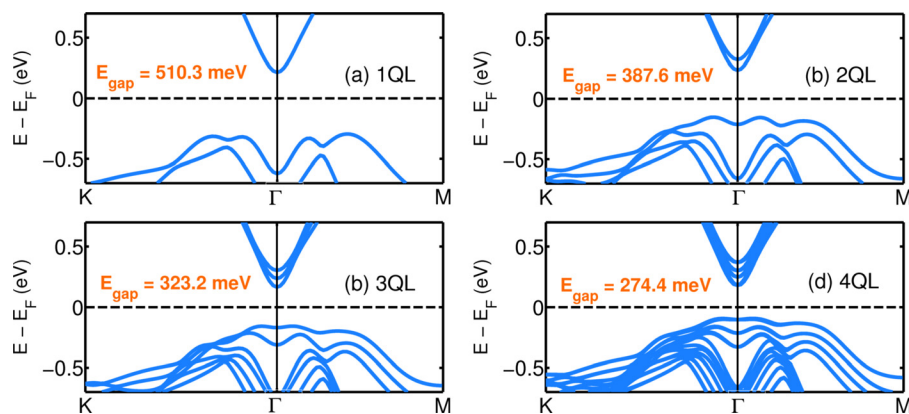 E - E_F (eV)
0.5
0
-0.5
E_gap = 510.3 meV
(a) 1QL
K
Γ
M
E - E_F (eV)
0.5
0
-0.5
E_gap = 387.6 meV
(b) 2QL
K
Γ
M
E - E_F (eV)
0.5
0
-0.5
E_gap = 323.2 meV
(b) 3QL
K
Γ
M
E - E_F (eV)
0.5
0
-0.5
E_gap = 274.4 meV
(d) 4QL
K
Γ
M